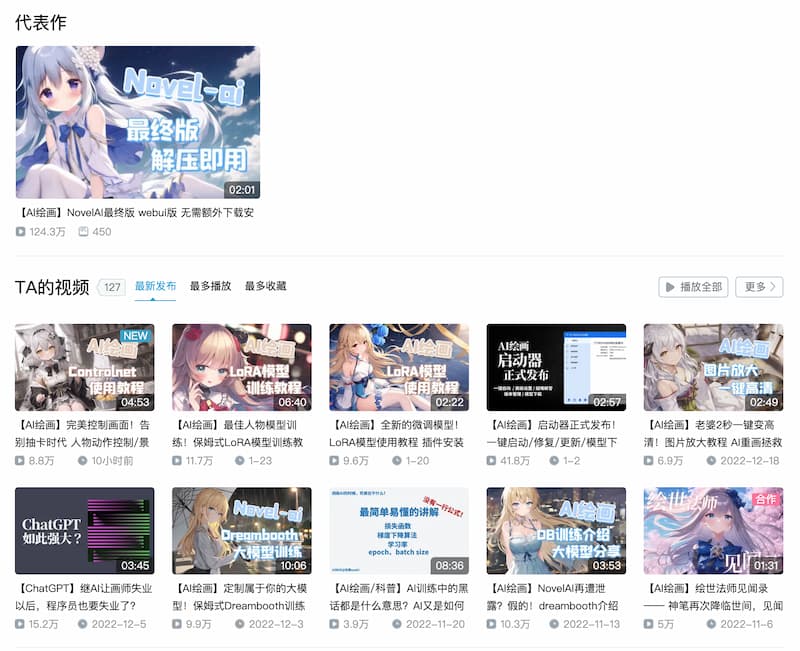 代表作
Novel-ai
最终版
解压即用
02:01
【AI绘画】NovelAI最终版 webui版 无需额外下载安
124.3万 450
TA的视频 127 最新发布 最多播放 最多收藏 播放全部 更多
NEW
AI绘画
Controlnet
使用教程
04:53
【AI绘画】完美控制画面！告
别抽卡时代 人物动作控制/景
8.8万 10小时前
AI绘画
LoRA模型
训练教程
06:40
【AI绘画】最佳人物模型训
练！保姆式LoRA模型训练教
11.7万 1-23
AI绘画
LoRA模型
使用教程
02:22
【AI绘画】全新的微调模型！
LoRA模型使用教程 插件安装
9.6万 1-20
AI绘画
启动器
正式发布
02:57
【AI绘画】启动器正式发布！
一键启动/修复/更新/模型下
41.8万 1-2
AI绘画
图片放大
一键高清
02:49
【AI绘画】老婆2秒一键变高
清！图片放大教程 AI重画拯救
6.9万 2022-12-18
ChatGPT
如此强大？
03:45
【ChatGPT】继AI让画师失业
以后，程序员也要失业了？
15.2万 2022-12-5
Novel-ai
Dreambooth
大模型训练
10:06
【AI绘画】定制属于你的大模
型！保姆式Dreambooth训练
9.9万 2022-12-3
没有一行公式！
最简单易懂的讲解
损失函数
梯度下降算法
学习率
epoch、batch size
08:36
【AI绘画/科普】AI训练中的黑
话都是什么意思？AI又是如何
3.9万 2022-11-20
AI绘画
DB训练介绍
大模型分享
03:53
【AI绘画】NovelAI再遭泄
露？假的！dreambooth介绍
10.3万 2022-11-13
绘世法师
合作
见闻
01:31
【AI绘画】绘世法师见闻录
—— 神笔再次降临世间，见闻
5万 2022-11-6